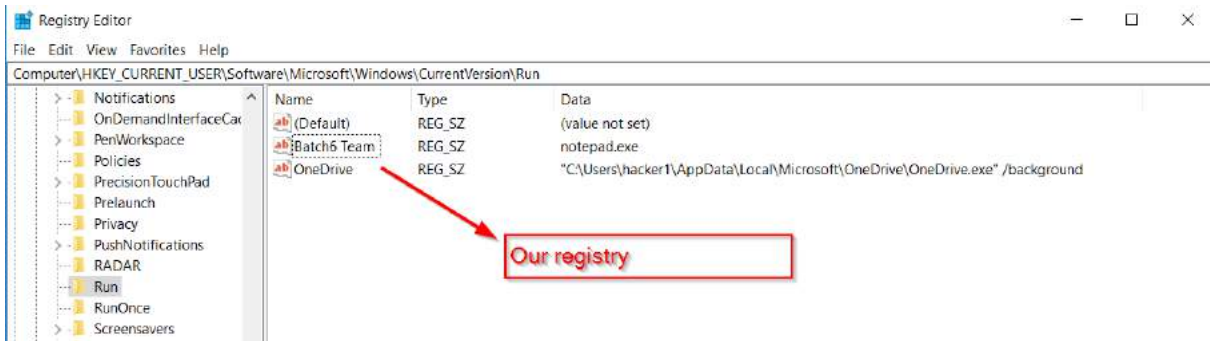 Registry Editor
File Edit View Favorites Help
Computer\HKEY_CURRENT_USER\Software\Microsoft\Windows\CurrentVersion\Run
Notifications
OnDemandInterfaceCac
PenWorkspace
Policies
PrecisionTouchPad
Prelaunch
Privacy
PushNotifications
RADAR
Run
RunOnce
Screensavers
Name Type Data
(Default) REG_SZ (value not set)
Batch6 Team REG_SZ notepad.exe
OneDrive REG_SZ "C:\Users\hacker1\AppData\Local\Microsoft\OneDrive\OneDrive.exe" /background
Our registry